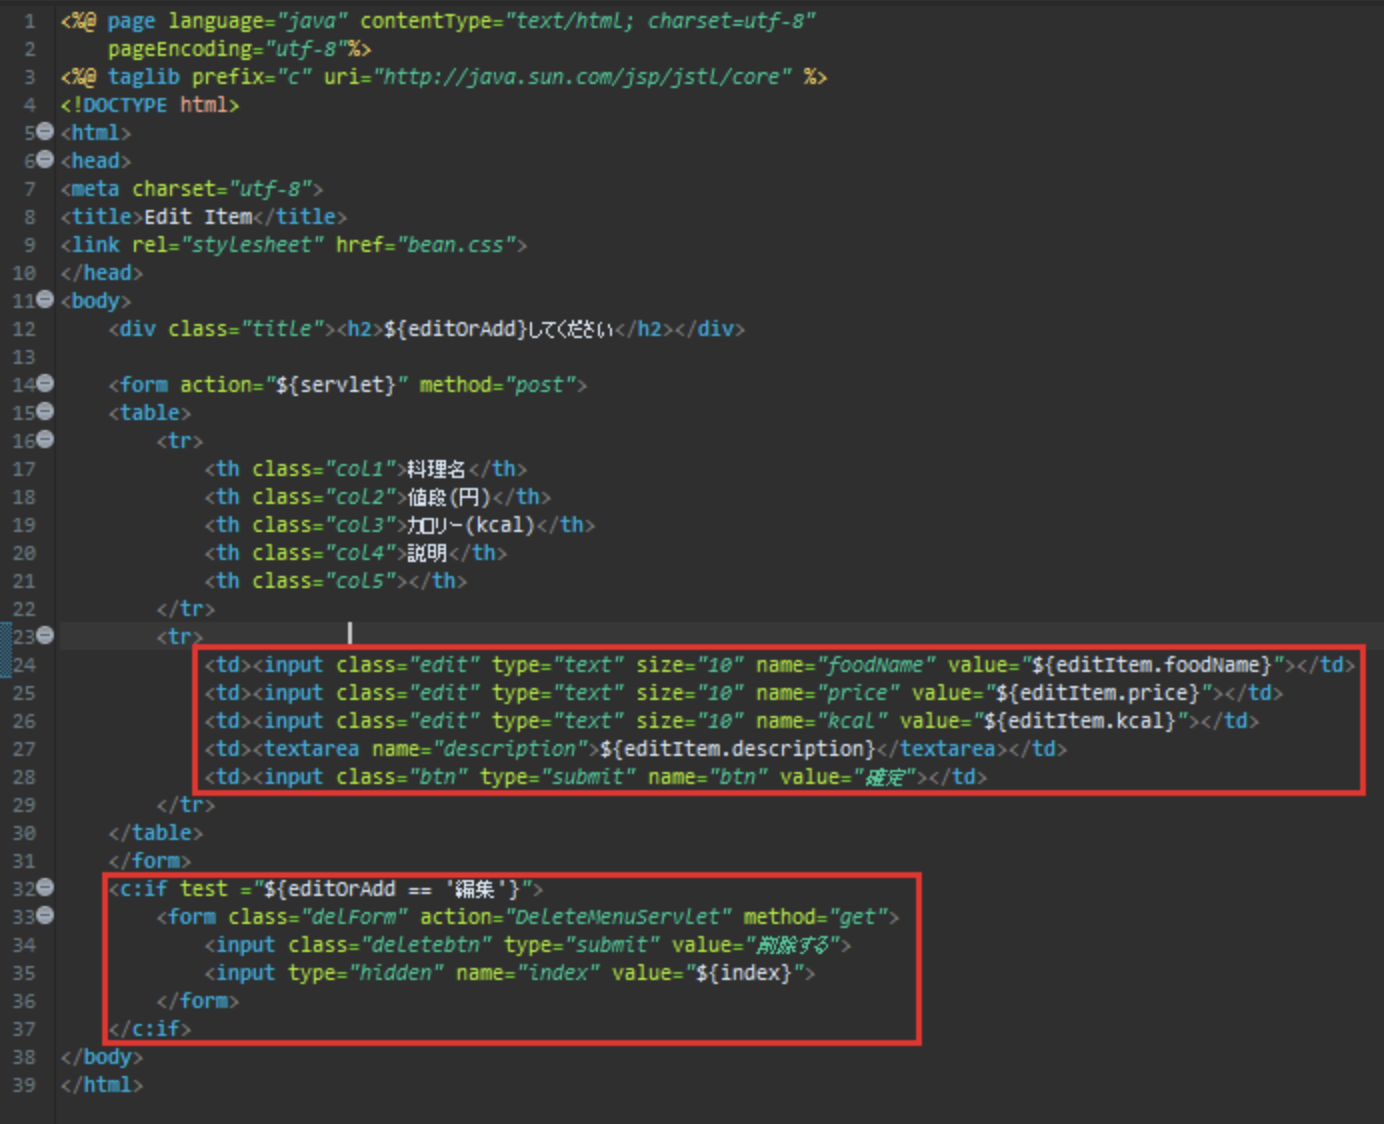 1 <%@ page language="java" contentType="text/html; charset=utf-8"
2 pageEncoding="utf-8"%>
3 <%@ taglib prefix="c" uri="http://java.sun.com/jsp/jstl/core" %>
4 <!DOCTYPE html>
5 <html>
6 <head>
7 <meta charset="utf-8">
8 <title>Edit Item</title>
9 <link rel="stylesheet" href="bean.css">
10 </head>
11 <body>
12 <div class="title"><h2>${editOrAdd}してください</h2></div>
13
14 <form action="${servlet}" method="post">
15 <table>
16 <tr>
17 <th class="col1">料理名</th>
18 <th class="col2">値段(円)</th>
19 <th class="col3">カロリー(kcal)</th>
20 <th class="col4">説明</th>
21 <th class="col5"></th>
22 </tr>
23 <tr>
24 <td><input class="edit" type="text" size="10" name="foodName" value="${editItem.foodName}"></td>
25 <td><input class="edit" type="text" size="10" name="price" value="${editItem.price}"></td>
26 <td><input class="edit" type="text" size="10" name="kcal" value="${editItem.kcal}"></td>
27 <td><textarea name="description">${editItem.description}</textarea></td>
28 <td><input class="btn" type="submit" name="btn" value="確定"></td>
29 </tr>
30 </table>
31 </form>
32 <c:if test ="${editOrAdd == '編集'}">
33 <form class="delForm" action="DeleteMenuServlet" method="get">
34 <input class="deletebtn" type="submit" value="削除する">
35 <input type="hidden" name="index" value="${index}">
36 </form>
37 </c:if>
38 </body>
39 </html>